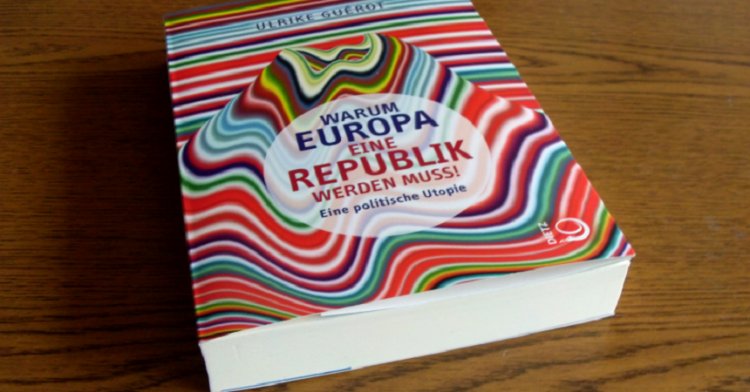 ULRIKE GUÉROT
WARUM
EUROPA
EINE
REPUBLIK
WERDEN MUSS!
Eine politische Utopie
DIETZ